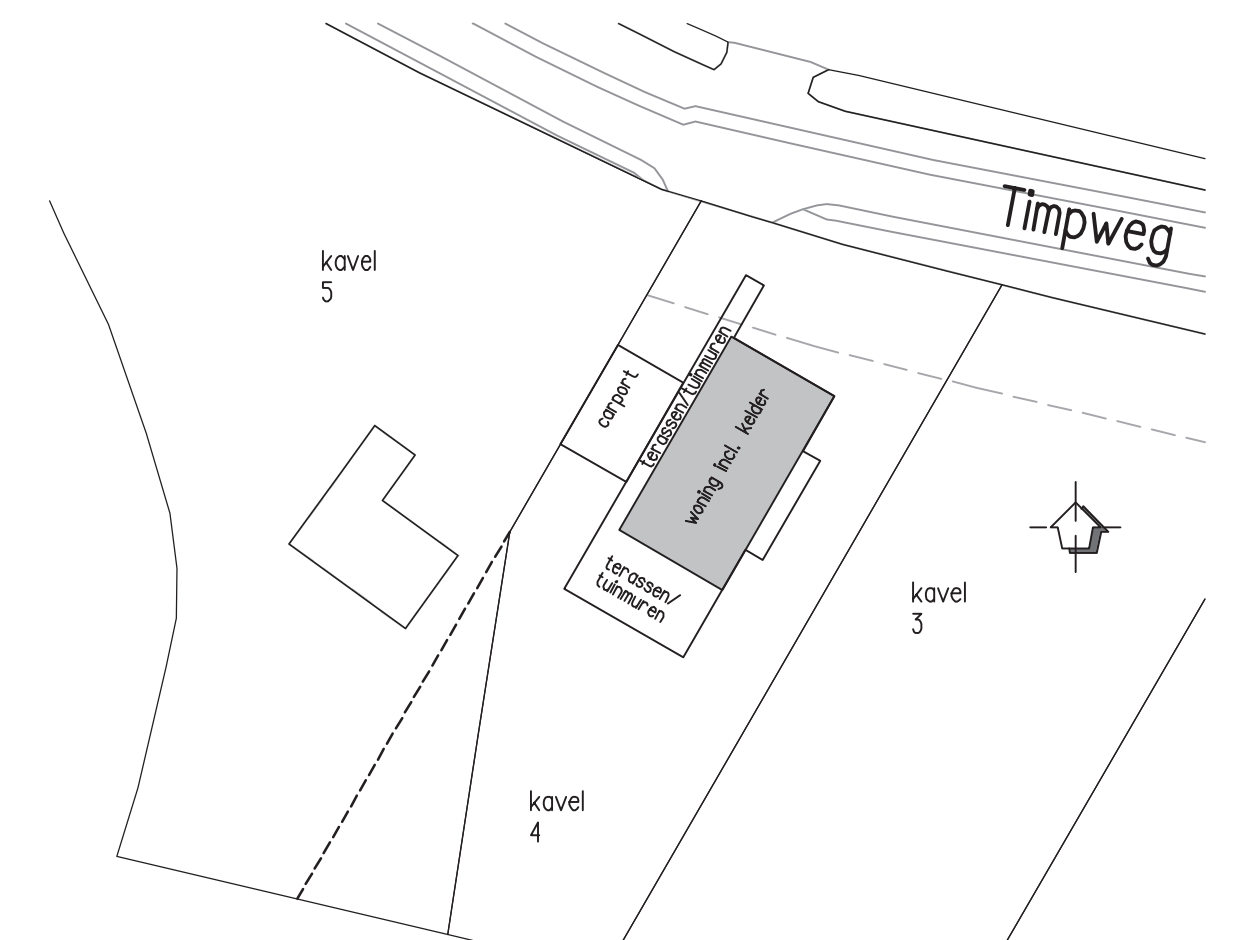 Timpweg
kavel
5
terassen/tuinmuren
carport
woning incl. kelder
terassen/
tuinmuren
kavel
3
kavel
4